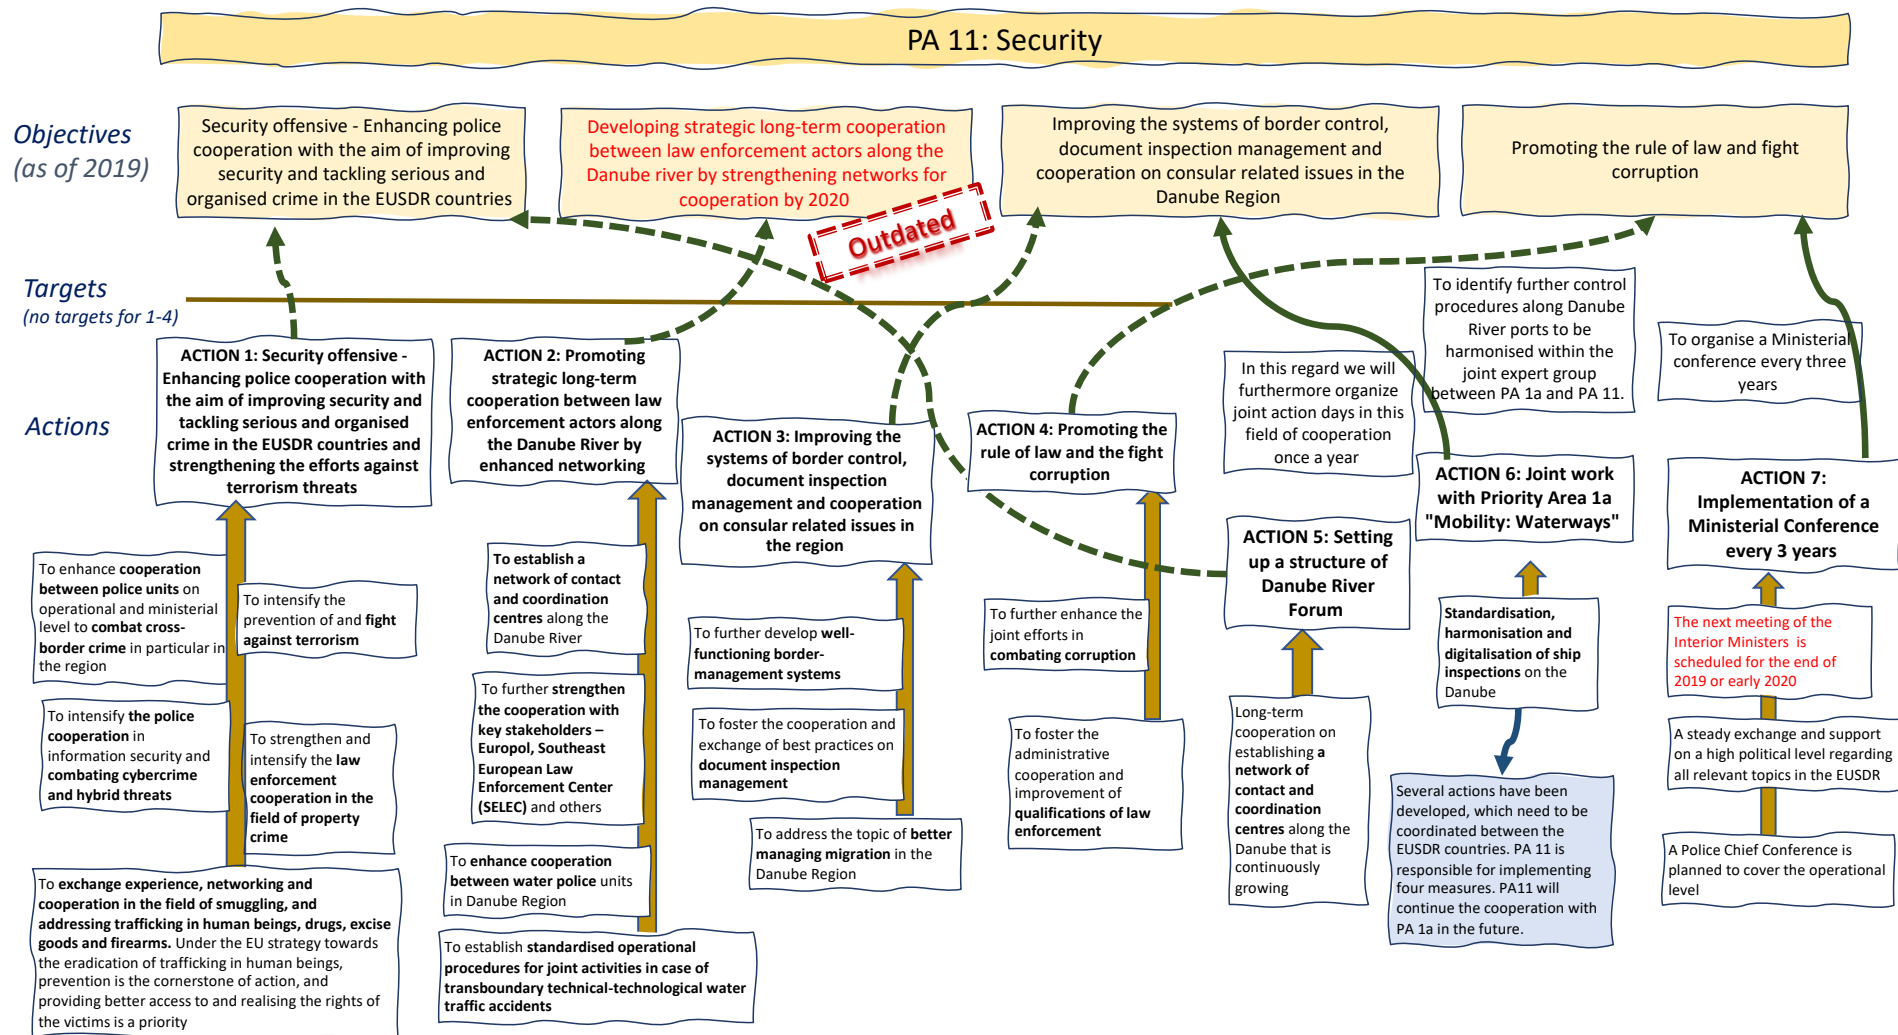 PA 11: Security
Objectives
(as of 2019)
Security offensive - Enhancing police
cooperation with the aim of improving
security and tackling serious and
organised crime in the EUSDR countries
Developing strategic long-term cooperation
between law enforcement actors along the
Danube river by strengthening networks for
cooperation by 2020
Outdated
Improving the systems of border control,
document inspection management and
cooperation on consular related issues in the
Danube Region
Promoting the rule of law and fight
corruption
Targets
(no targets for 1-4)
In this regard we will
furthermore organize
joint action days in this
field of cooperation
once a year
To identify further control
procedures along Danube
River ports to be
harmonised within the
joint expert group
between PA 1a and PA 11.
To organise a Ministerial
conference every three
years
Actions
ACTION 1: Security offensive -
Enhancing police cooperation with
the aim of improving security and
tackling serious and organised
crime in the EUSDR countries and
strengthening the efforts against
terrorism threats
ACTION 2: Promoting
strategic long-term
cooperation between law
enforcement actors along
the Danube River by
enhanced networking
ACTION 3: Improving the
systems of border control,
document inspection
management and cooperation
on consular related issues in
the region
ACTION 4: Promoting the
rule of law and the fight
corruption
ACTION 5: Setting
up a structure of
Danube River
Forum
ACTION 6: Joint work
with Priority Area 1a
"Mobility: Waterways"
ACTION 7:
Implementation of a
Ministerial Conference
every 3 years
To enhance cooperation
between police units on
operational and ministerial
level to combat cross-
border crime in particular in
the region
To intensify the
prevention of and fight
against terrorism
To intensify the police
cooperation in
information security and
combating cybercrime
and hybrid threats
To strengthen and
intensify the law
enforcement
cooperation in the
field of property
crime
To exchange experience, networking and
cooperation in the field of smuggling, and
addressing trafficking in human beings, drugs, excise
goods and firearms. Under the EU strategy towards
the eradication of trafficking in human beings,
prevention is the cornerstone of action, and
providing better access to and realising the rights of
the victims is a priority
To establish a
network of contact
and coordination
centres along the
Danube River
To further strengthen
the cooperation with
key stakeholders –
Europol, Southeast
European Law
Enforcement Center
(SELEC) and others
To enhance cooperation
between water police units
in Danube Region
To establish standardised operational
procedures for joint activities in case of
transboundary technical-technological water
traffic accidents
To further develop well-
functioning border-
management systems
To foster the cooperation and
exchange of best practices on
document inspection
management
To address the topic of better
managing migration in the
Danube Region
To further enhance the
joint efforts in
combating corruption
To foster the
administrative
cooperation and
improvement of
qualifications of law
enforcement
Long-term
cooperation on
establishing a
network of
contact and
coordination
centres along the
Danube that is
continuously
growing
Standardisation,
harmonisation and
digitalisation of ship
inspections on the
Danube
Several actions have been
developed, which need to be
coordinated between the
EUSDR countries. PA 11 is
responsible for implementing
four measures. PA11 will
continue the cooperation with
PA 1a in the future.
The next meeting of the
Interior Ministers is
scheduled for the end of
2019 or early 2020
A steady exchange and support
on a high political level regarding
all relevant topics in the EUSDR
A Police Chief Conference is
planned to cover the operational
level